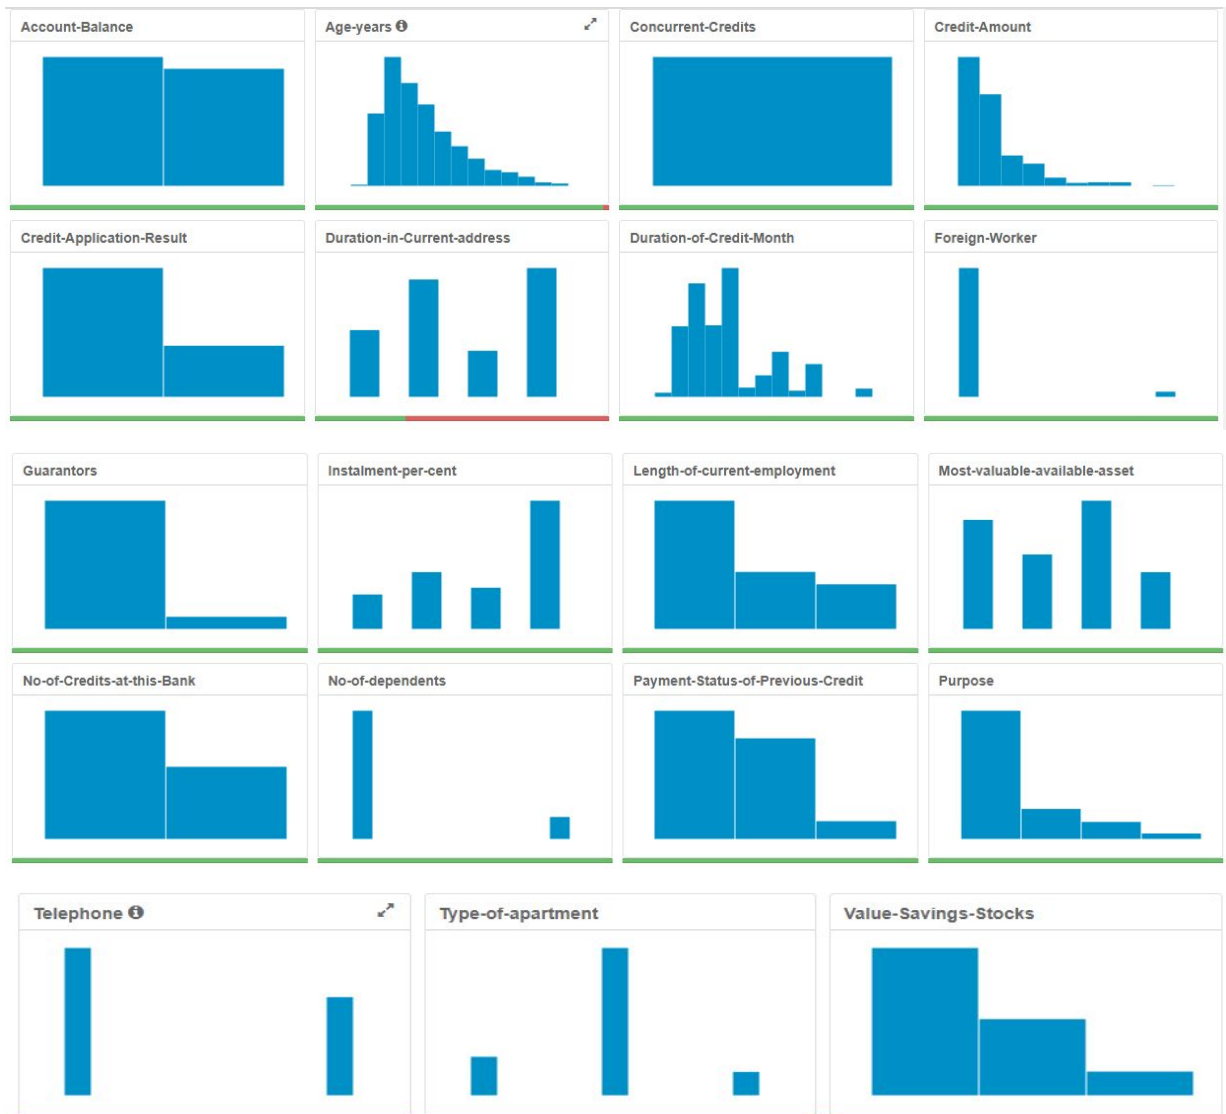 Account-Balance
Age-years
Concurrent-Credits
Credit-Amount
Credit-Application-Result
Duration-in-Current-address
Duration-of-Credit-Month
Foreign-Worker
Guarantors
Instalment-per-cent
Length-of-current-employment
Most-valuable-available-asset
No-of-Credits-at-this-Bank
No-of-dependents
Payment-Status-of-Previous-Credit
Purpose
Telephone
Type-of-apartment
Value-Savings-Stocks